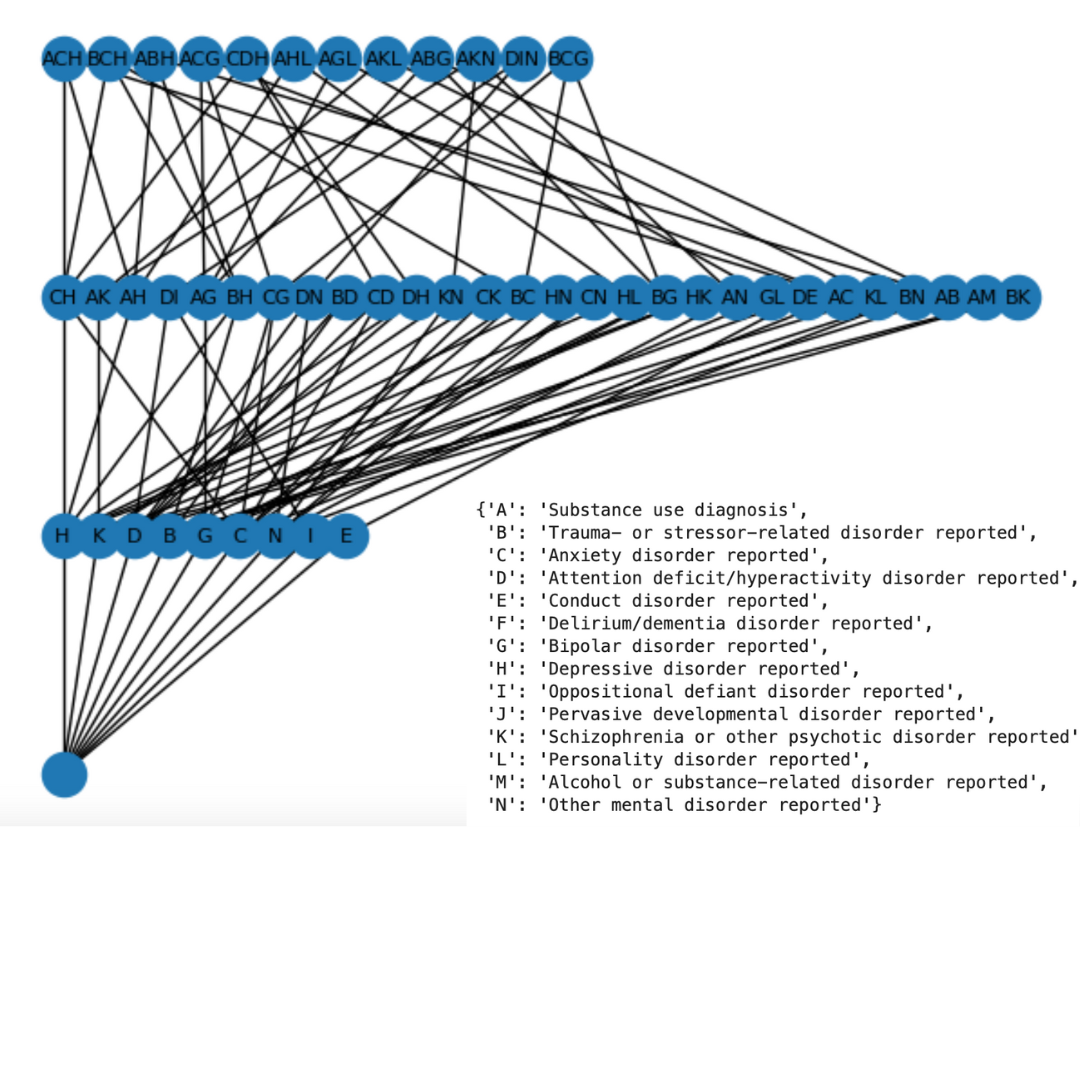 ACH BCH ABH ACG CDH AHL AGL AKL ABG AKN DIN BCG
CH AK AH DI AG BH CG DN BD CD DH KN CK BC HN CN HL BG HK AN GL DE AC KL BN AB AM BK
H K D B G C N I E
{'A': 'Substance use diagnosis',
'B': 'Trauma- or stressor-related disorder reported',
'C': 'Anxiety disorder reported',
'D': 'Attention deficit/hyperactivity disorder reported',
'E': 'Conduct disorder reported',
'F': 'Delirium/dementia disorder reported',
'G': 'Bipolar disorder reported',
'H': 'Depressive disorder reported',
'I': 'Oppositional defiant disorder reported',
'J': 'Pervasive developmental disorder reported',
'K': 'Schizophrenia or other psychotic disorder reported'
'L': 'Personality disorder reported',
'M': 'Alcohol or substance-related disorder reported',
'N': 'Other mental disorder reported'}